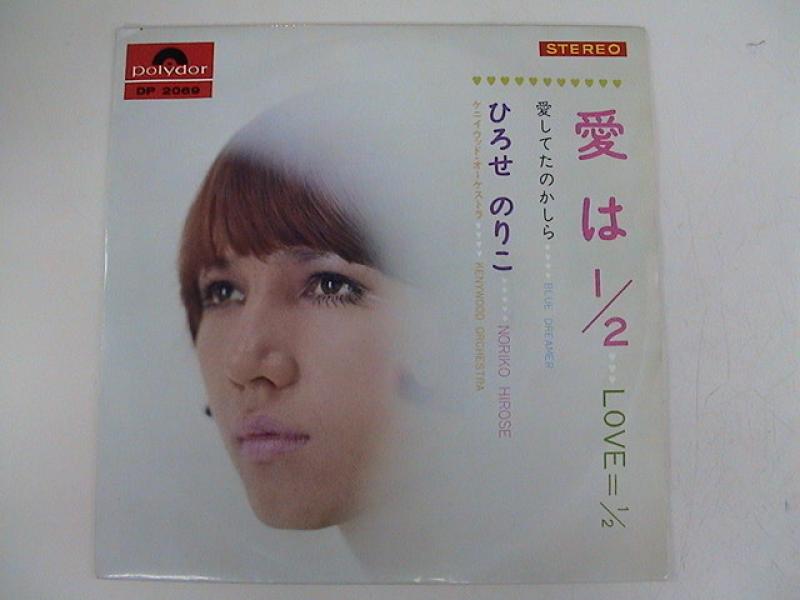 polydor
DP 2069
STEREO
愛は1/2
LOVE=1/2
愛してたのかしら
BLUE DREAMER
ひろせ のりこ
NORIKO HIROSE
ケニイウッド・オーケストラ
KENYWOOD ORCHESTRA